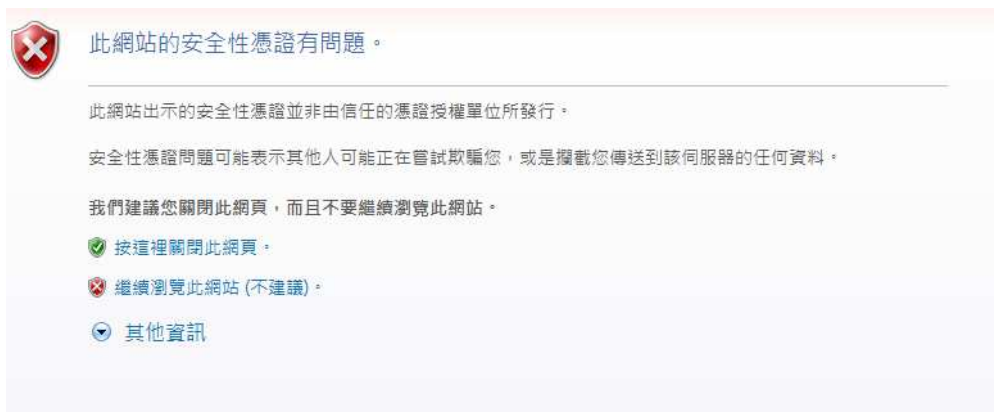 此網站的安全性憑證有問題。
此網站出示的安全性憑證並非由信任的憑證授權單位所發行。
安全性憑證問題可能表示其他人可能正在嘗試欺騙您，或是攔截您傳送到該伺服器的任何資料。
我們建議您關閉此網頁，而且不要繼續瀏覽此網站。
按這裡關閉此網頁。
繼續瀏覽此網站 (不建議)。
其他資訊